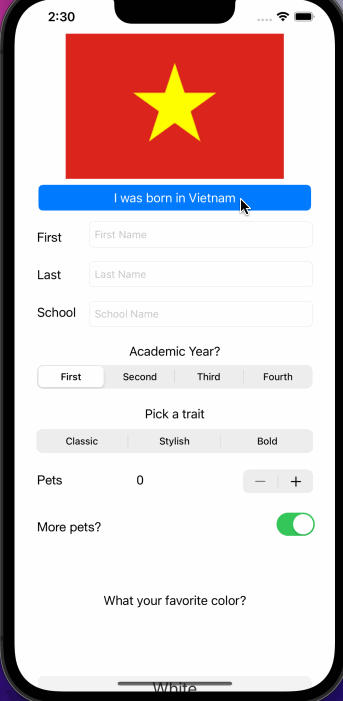 2:30
I was born in Vietnam
First First Name
Last Last Name
School School Name
Academic Year?
First Second Third Fourth
Pick a trait
Classic Stylish Bold
Pets 0 − +
More pets?
What your favorite color?
White